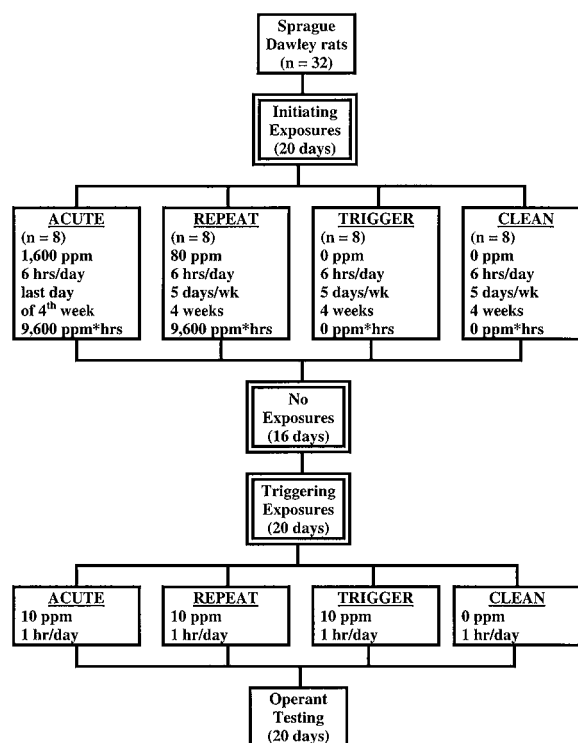 Sprague
Dawley rats
(n = 32)
Initiating
Exposures
(20 days)
ACUTE
(n = 8)
1,600 ppm
6 hrs/day
last day
of 4th week
9,600 ppm*hrs
REPEAT
(n = 8)
80 ppm
6 hrs/day
5 days/wk
4 weeks
9,600 ppm*hrs
TRIGGER
(n = 8)
0 ppm
6 hrs/day
5 days/wk
4 weeks
0 ppm*hrs
CLEAN
(n = 8)
0 ppm
6 hrs/day
5 days/wk
4 weeks
0 ppm*hrs
No
Exposures
(16 days)
Triggering
Exposures
(20 days)
ACUTE
10 ppm
1 hr/day
REPEAT
10 ppm
1 hr/day
TRIGGER
10 ppm
1 hr/day
CLEAN
0 ppm
1 hr/day
Operant
Testing
(20 days)